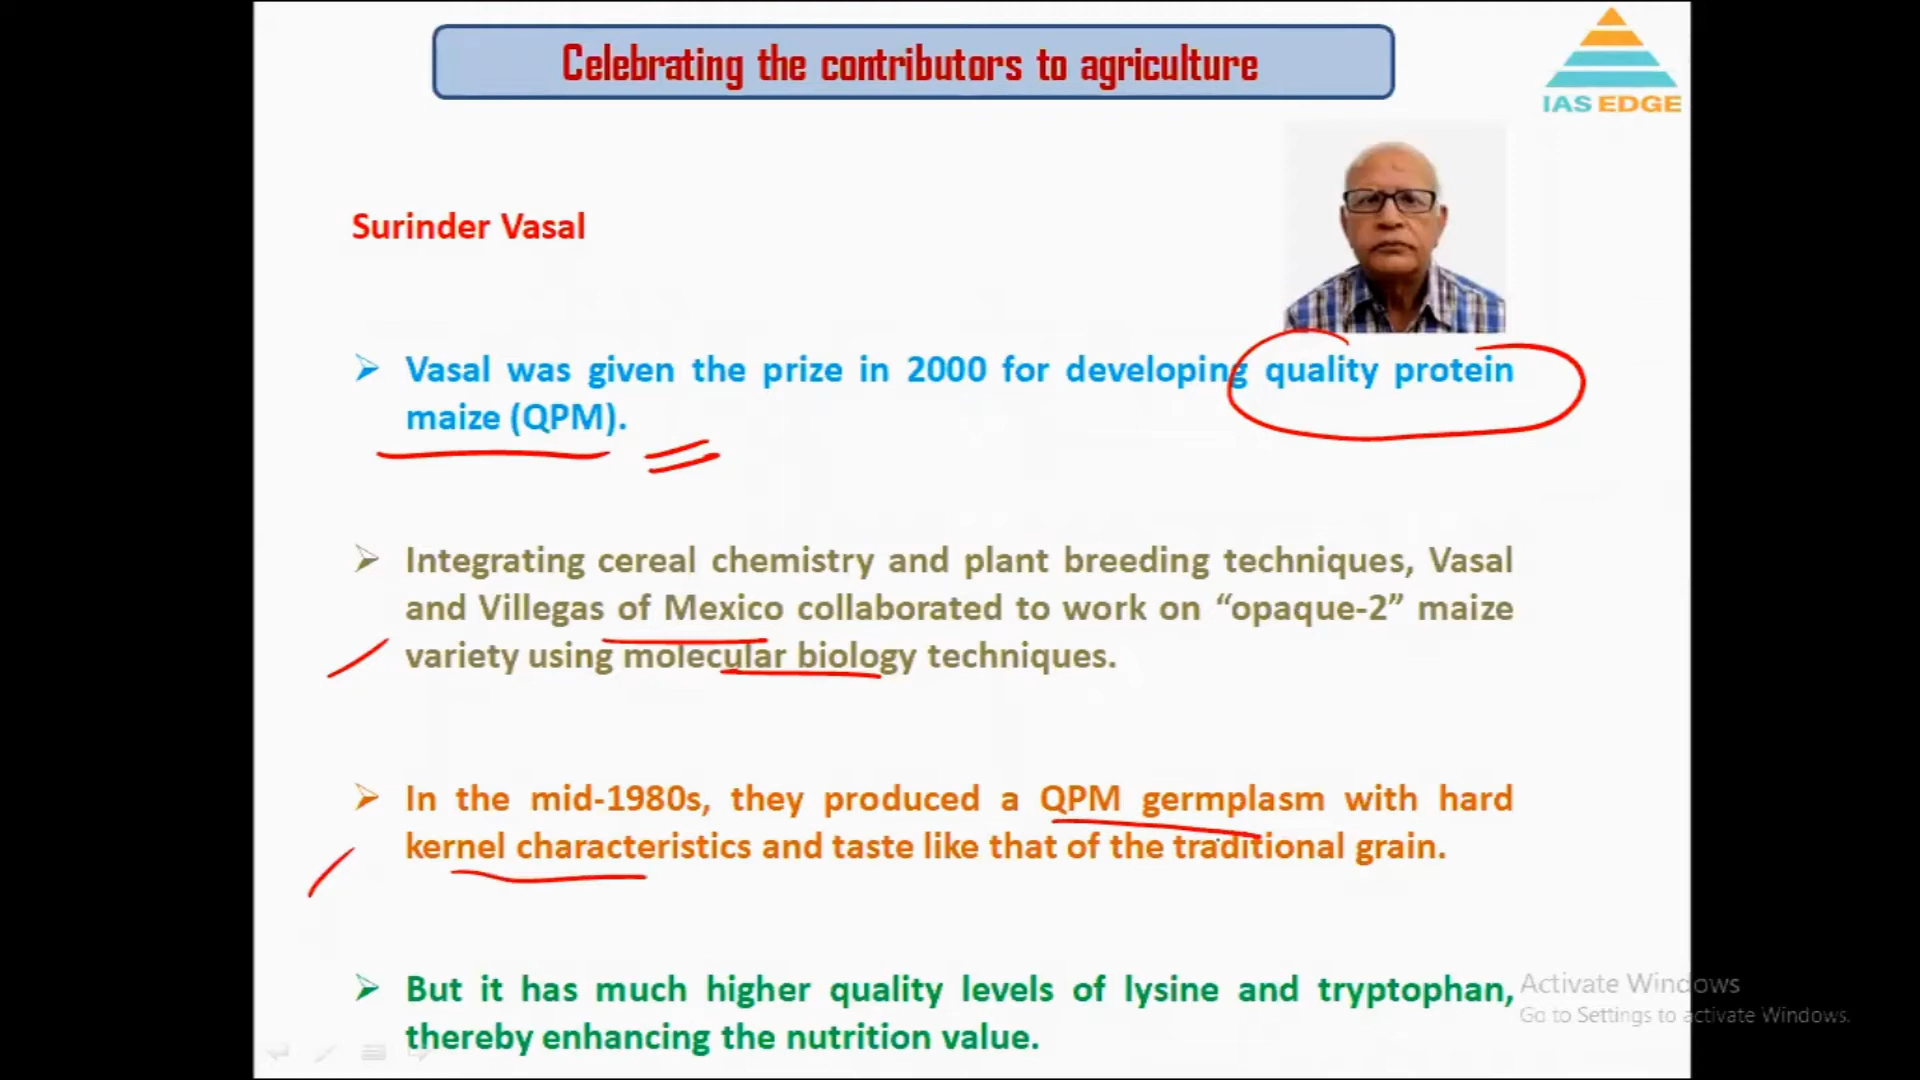 Celebrating the contributors to agriculture
IAS EDGE
Surinder Vasal
Vasal was given the prize in 2000 for developing quality protein
maize (QPM).
Integrating cereal chemistry and plant breeding techniques, Vasal
and Villegas of Mexico collaborated to work on “opaque-2” maize
variety using molecular biology techniques.
In the mid-1980s, they produced a QPM germplasm with hard
kernel characteristics and taste like that of the traditional grain.
But it has much higher quality levels of lysine and tryptophan,
thereby enhancing the nutrition value.
Activate Windows
Go to Settings to activate Windows.